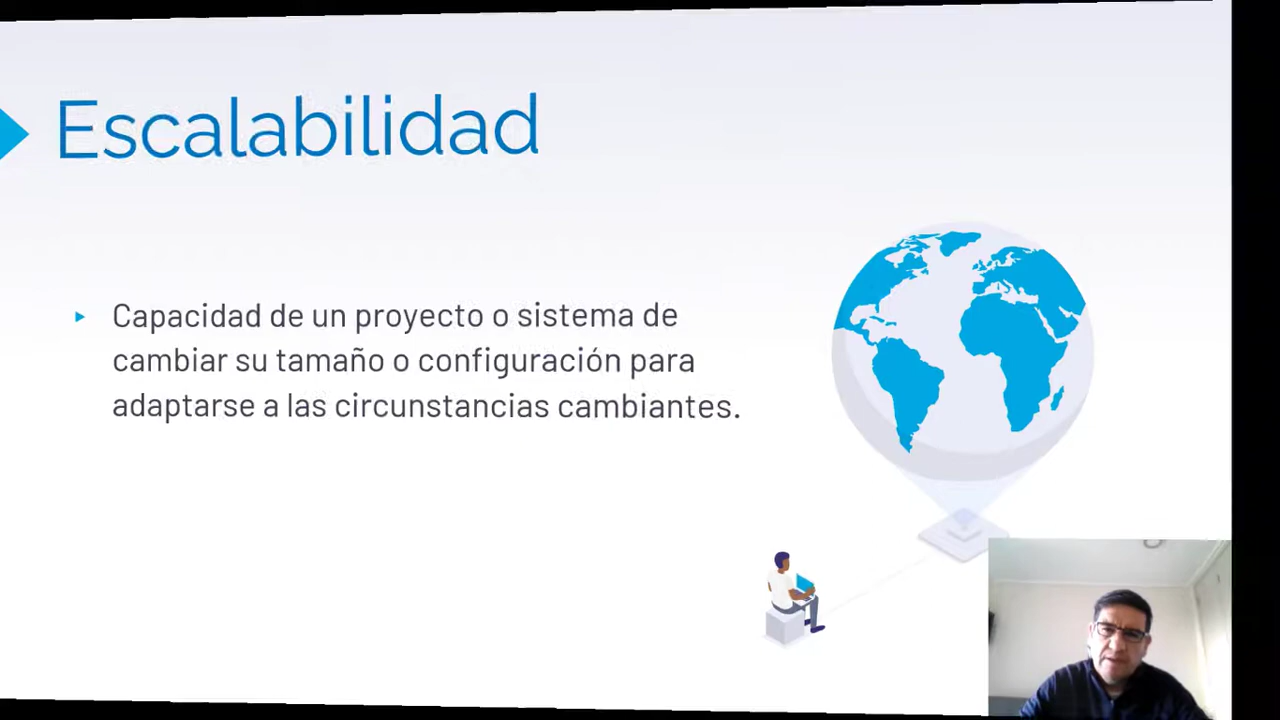 Escalabilidad
Capacidad de un proyecto o sistema de
cambiar su tamaño o configuración para
adaptarse a las circunstancias cambiantes.